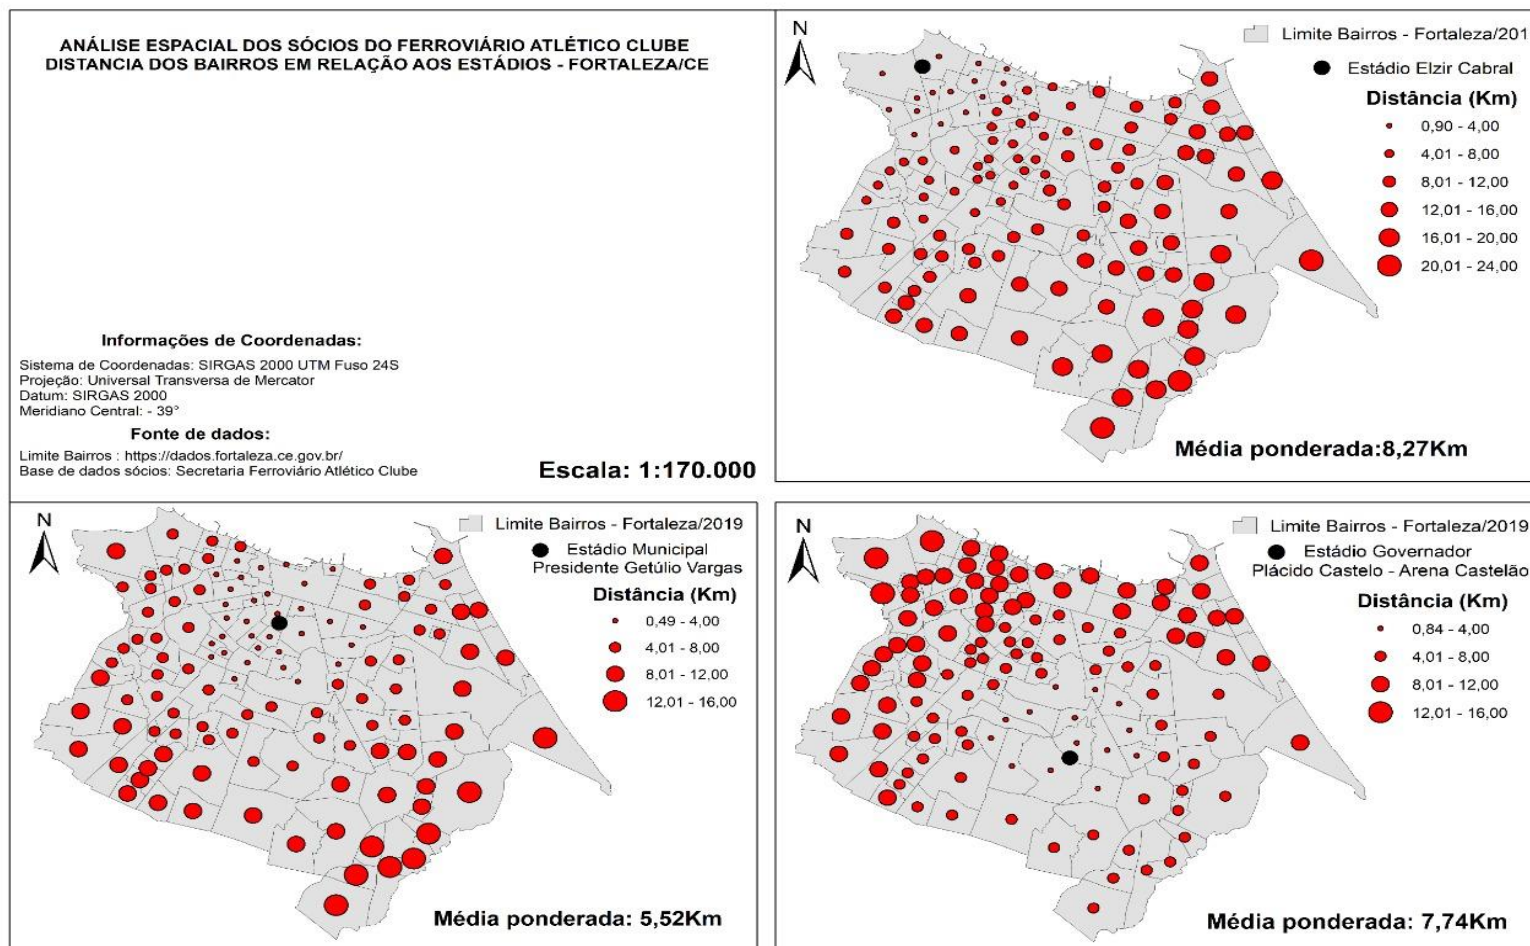 ANÁLISE ESPACIAL DOS SÓCIOS DO FERROVIÁRIO ATLÉTICO CLUBE
DISTANCIA DOS BAIRROS EM RELAÇÃO AOS ESTÁDIOS - FORTALEZA/CE
Informações de Coordenadas:
Sistema de Coordenadas: SIRGAS 2000 UTM Fuso 24S
Projeção: Universal Transversa de Mercator
Datum: SIRGAS 2000
Meridiano Central: - 39°
Fonte de dados:
Limite Bairros : https://dados.fortaleza.ce.gov.br/
Base de dados sócios: Secretaria Ferroviário Atlético Clube
Escala: 1:170.000
N
Limite Bairros - Fortaleza/201
Estádio Elzir Cabral
Distância (Km)
0,90 - 4,00
4,01 - 8,00
8,01 - 12,00
12,01 - 16,00
16,01 - 20,00
20,01 - 24,00
Média ponderada:8,27Km
N
Limite Bairros - Fortaleza/2019
Estádio Municipal
Presidente Getúlio Vargas
Distância (Km)
0,49 - 4,00
4,01 - 8,00
8,01 - 12,00
12,01 - 16,00
Média ponderada: 5,52Km
N
Limite Bairros - Fortaleza/2019
Estádio Governador
Plácido Castelo - Arena Castelão
Distância (Km)
0,84 - 4,00
4,01 - 8,00
8,01 - 12,00
12,01 - 16,00
Média ponderada: 7,74Km